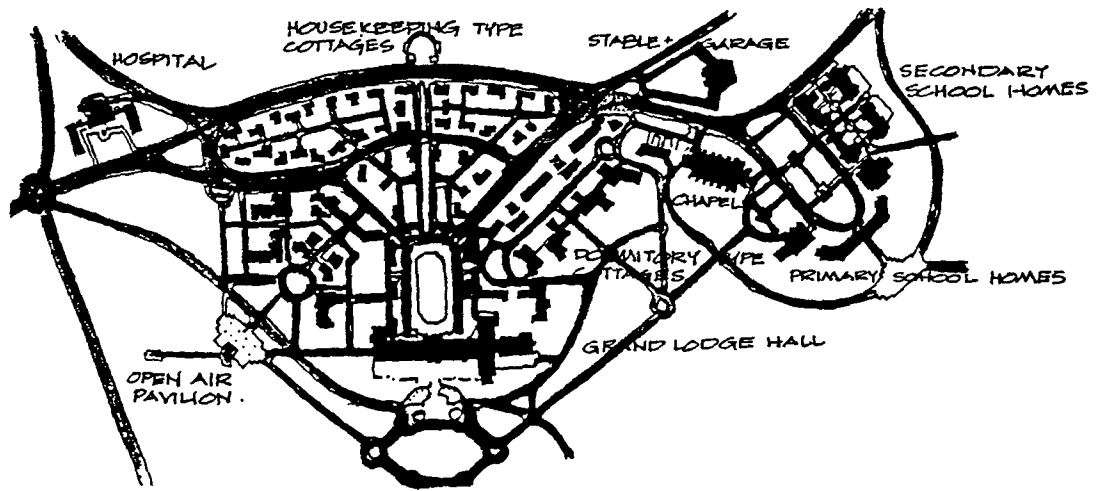 HOUSEKEEPING TYPE
COTTAGES
HOSPITAL
STABLE + GARAGE
SECONDARY
SCHOOL HOMES
CHAPEL
DORMITORY TYPE
COTTAGES
PRIMARY SCHOOL HOMES
GRAND LODGE HALL
OPEN AIR
PAVILION.